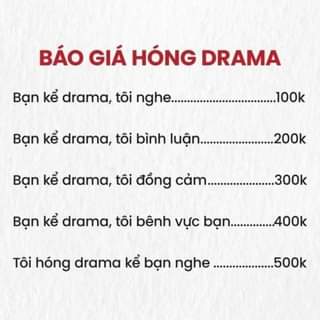 BÁO GIÁ HÓNG DRAMA
Bạn kể drama, tôi nghe..................................100k
Bạn kể drama, tôi bình luận........................200k
Bạn kể drama, tôi đồng cảm......................300k
Bạn kể drama, tôi bênh vực bạn..............400k
Tôi hóng drama kể bạn nghe ....................500k